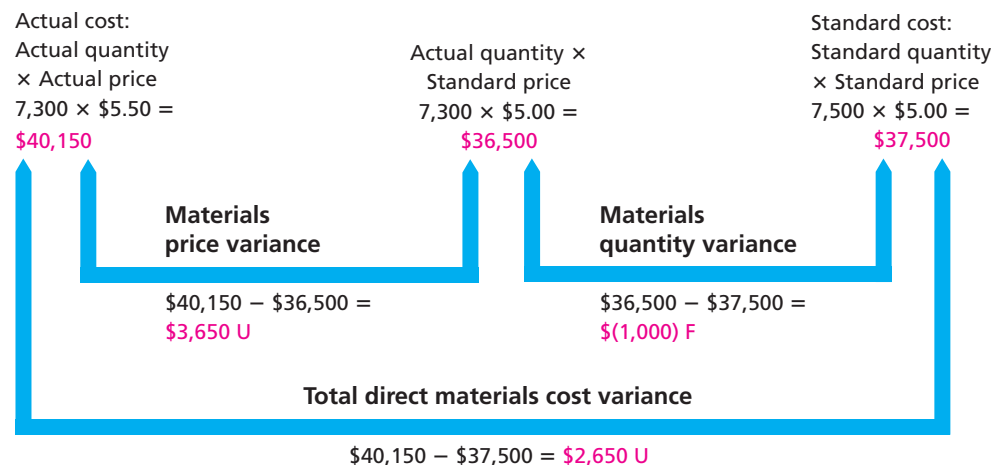 Actual cost:
Actual quantity
× Actual price
7,300 × $5.50 =
$40,150
Actual quantity ×
Standard price
7,300 × $5.00 =
$36,500
Standard cost:
Standard quantity
× Standard price
7,500 × $5.00 =
$37,500
Materials
price variance
$40,150 − $36,500 =
$3,650 U
Materials
quantity variance
$36,500 − $37,500 =
$(1,000) F
Total direct materials cost variance
$40,150 − $37,500 = $2,650 U